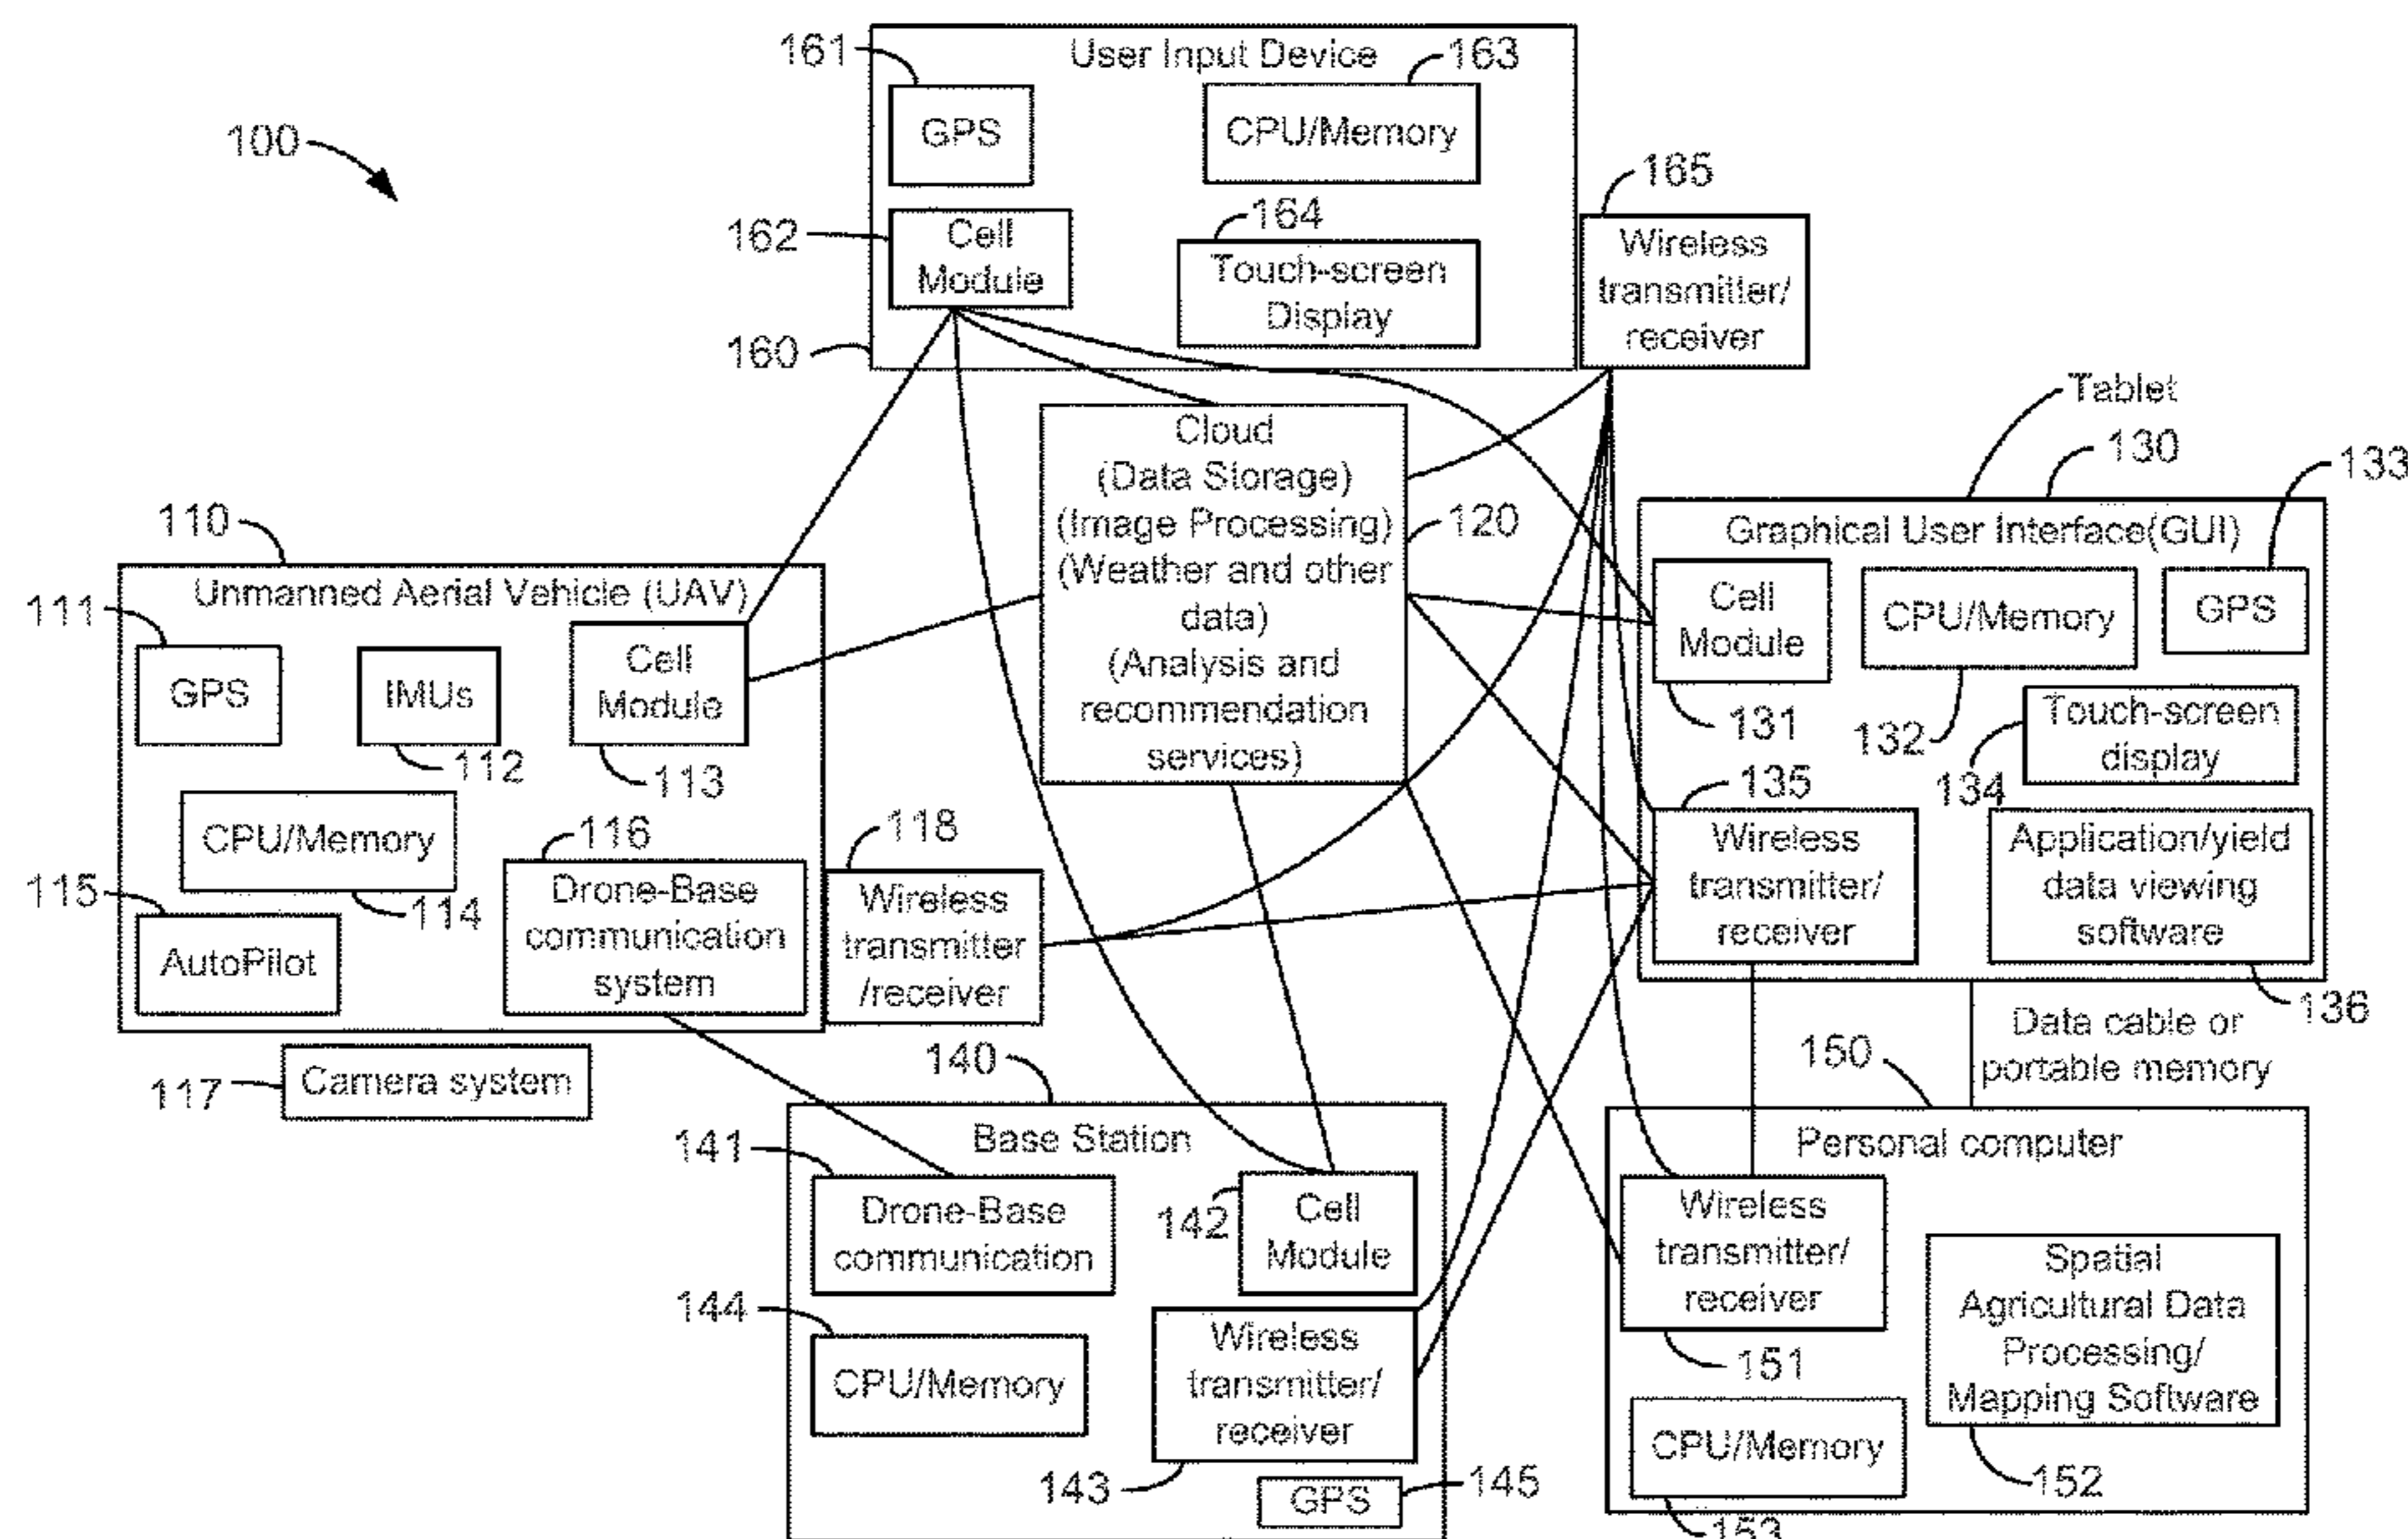 100
161
User Input Device
163
GPS
CPU/Memory
162
Cell
Module
164
Touch-screen
Display
160
165
Wireless
transmitter/
receiver
Cloud
(Data Storage)
(Image Processing)
(Weather and other
data)
(Analysis and
recommendation
services)
120
Tablet
130
133
Graphical User Interface(GUI)
Cell
Module
131
CPU/Memory
132
GPS
Touch-screen
display
134
135
Wireless
transmitter/
receiver
Application/yield
data viewing
software
136
110
Unmanned Aerial Vehicle (UAV)
111
GPS
IMUs
112
Cell
Module
113
CPU/Memory
114
115
AutoPilot
116
Drone-Base
communication
system
118
Wireless
transmitter
/receiver
117
Camera system
140
Base Station
141
Drone-Base
communication
142
Cell
Module
144
CPU/Memory
Wireless
transmitter/
receiver
143
GPS
145
Data cable or
portable memory
150
Personal computer
Wireless
transmitter/
receiver
151
Spatial
Agricultural Data
Processing/
Mapping Software
152
CPU/Memory
153